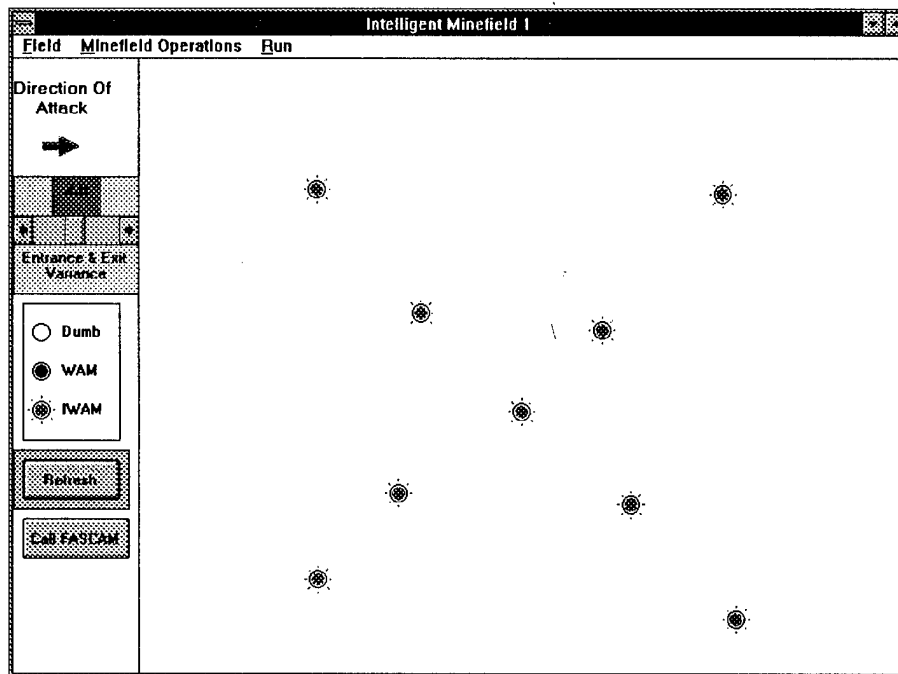 Intelligent Minefield 1
Field Minefield Operations Run
Direction Of
Attack
Entrance & Exit
Variance
Dumb
WAM
IWAM
Refresh
Call FASCAM